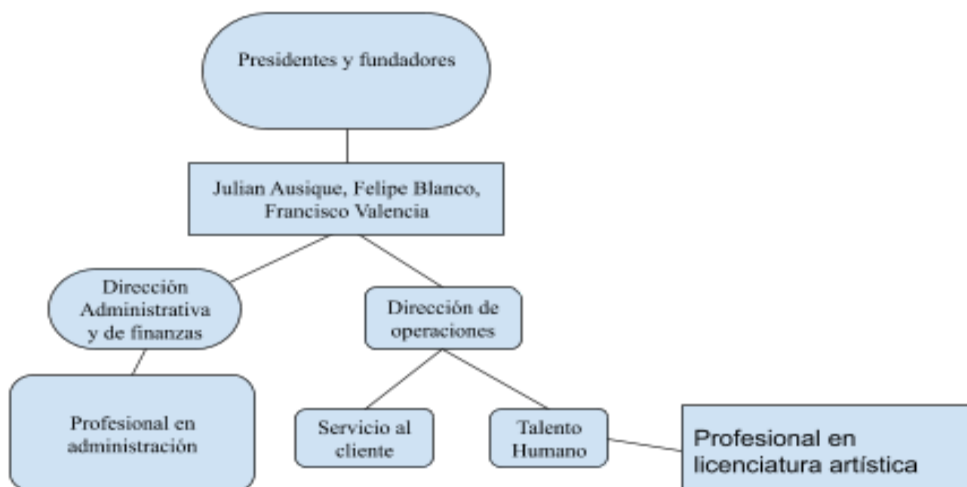 Presidentes y fundadores
Julian Ausique, Felipe Blanco,
Francisco Valencia
Dirección
Administrativa
y de finanzas
Dirección de
operaciones
Profesional en
administración
Servicio al
cliente
Talento
Humano
Profesional en
licenciatura artística